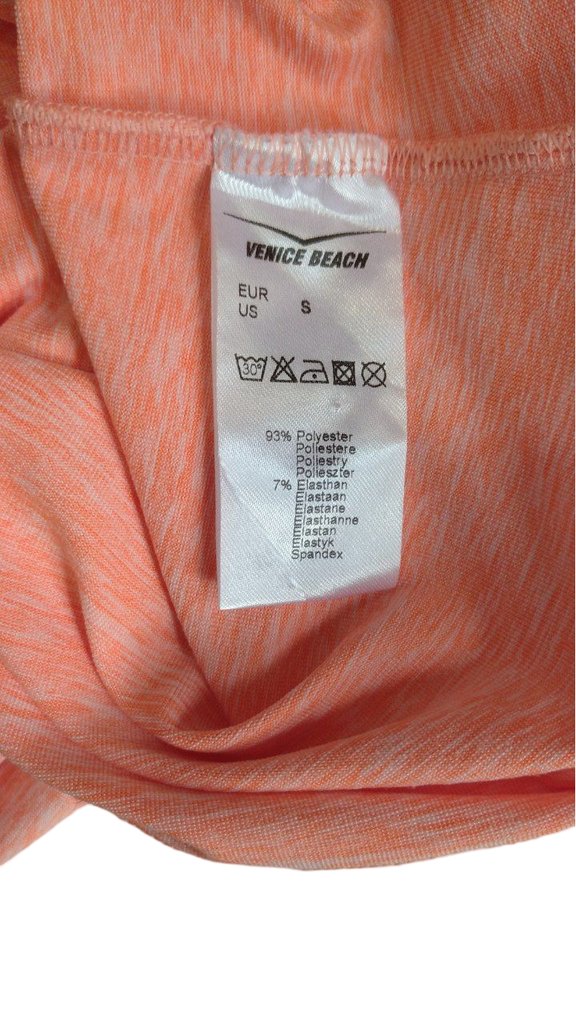 VENICE BEACH
EUR
US S
30°
93% Polyester
Poliestere
Poliestry
Polieszter
7% Elasthan
Elastaan
Elastane
Elasthanne
Elastan
Elastyk
Spandex